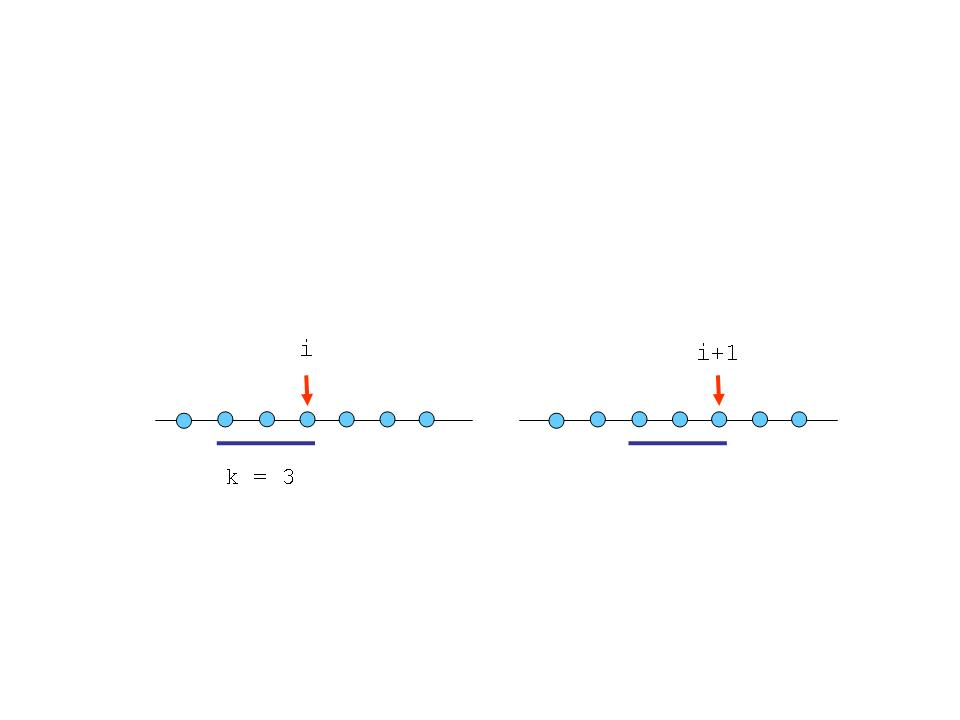 i
i+1
k = 3